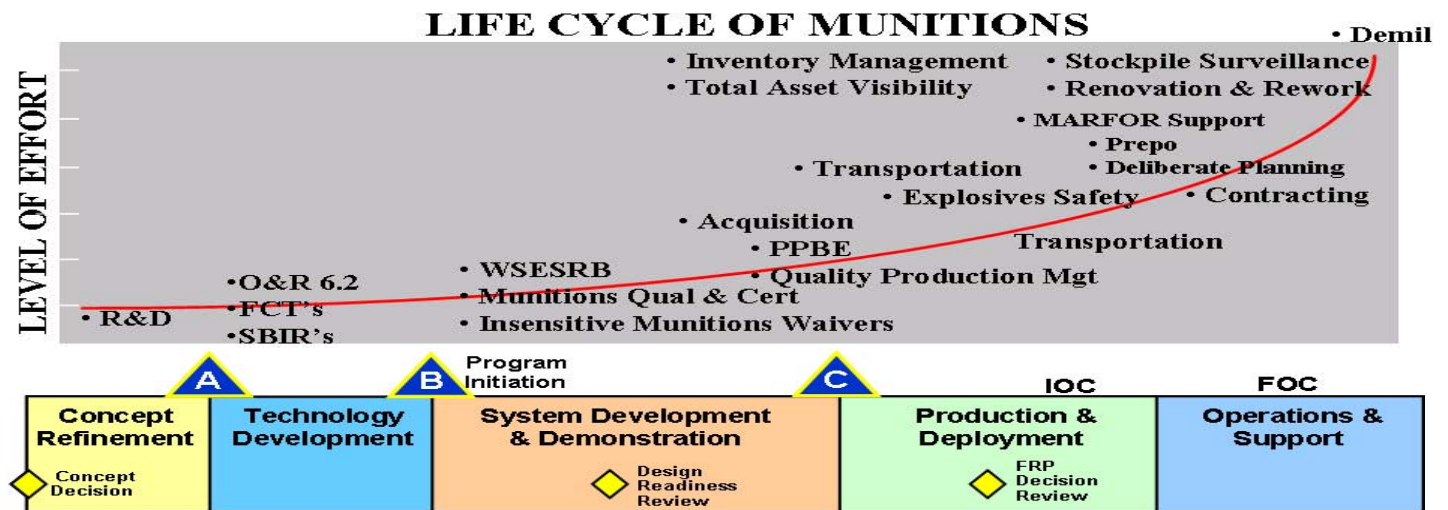 LIFE CYCLE OF MUNITIONS
• Demil
LEVEL OF EFFORT
• Inventory Management
• Total Asset Visibility
• Stockpile Surveillance
• Renovation & Rework
• MARFOR Support
• Prepo
• Deliberate Planning
• Transportation
• Explosives Safety
• Contracting
• Acquisition
• PPBE
• Quality Production Mgt
Transportation
• WSESRB
• Munitions Qual & Cert
• Insensitive Munitions Waivers
•O&R 6.2
•FCT's
•SBIR's
• R&D
A
B
Program
Initiation
C
IOC
FOC
Concept
Refinement
Technology
Development
System Development
& Demonstration
Production &
Deployment
Operations &
Support
Concept
Decision
Design
Readiness
Review
FRP
Decision
Review